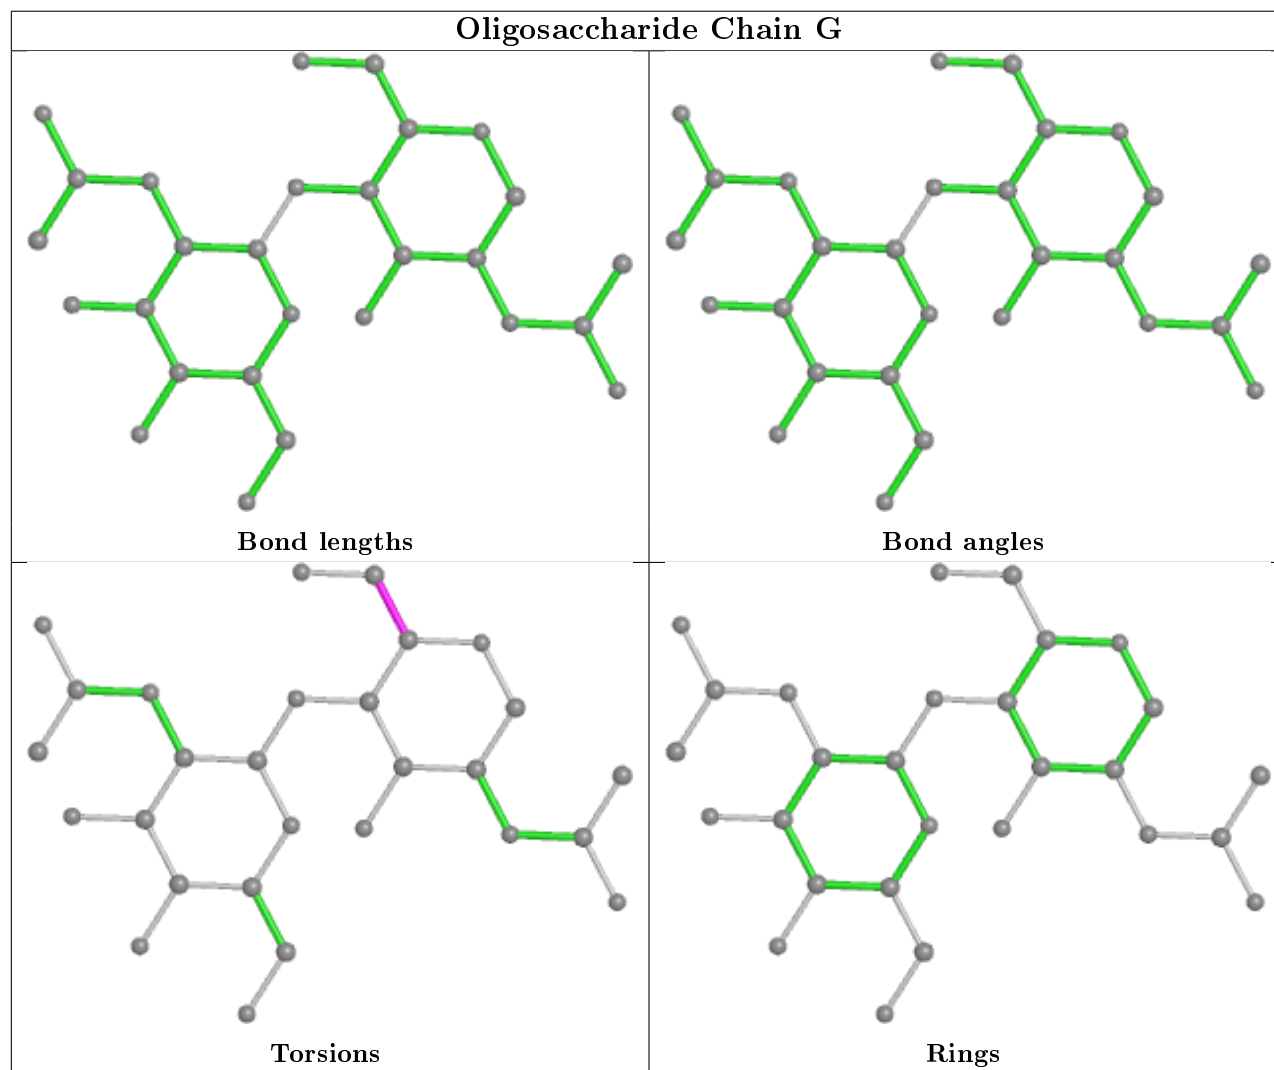 Oligosaccharide Chain G
Bond lengths
Bond angles
Torsions
Rings